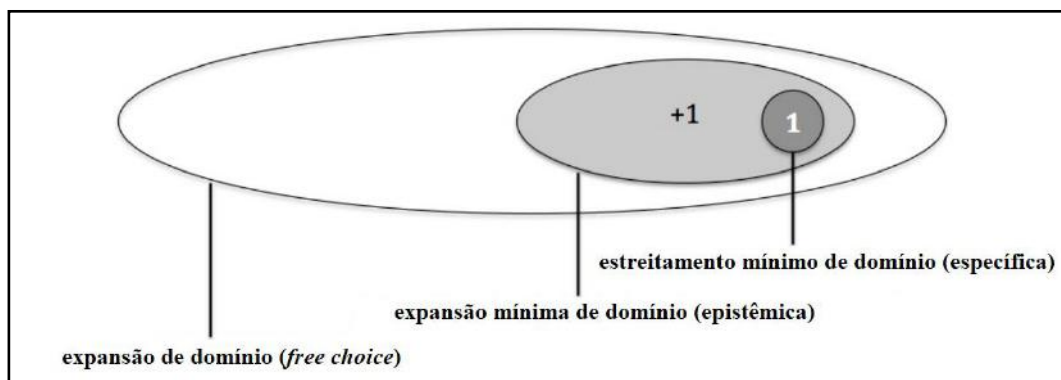 +1
1
estreitamento mínimo de domínio (específica)
expansão mínima de domínio (epistêmica)
expansão de domínio (free choice)